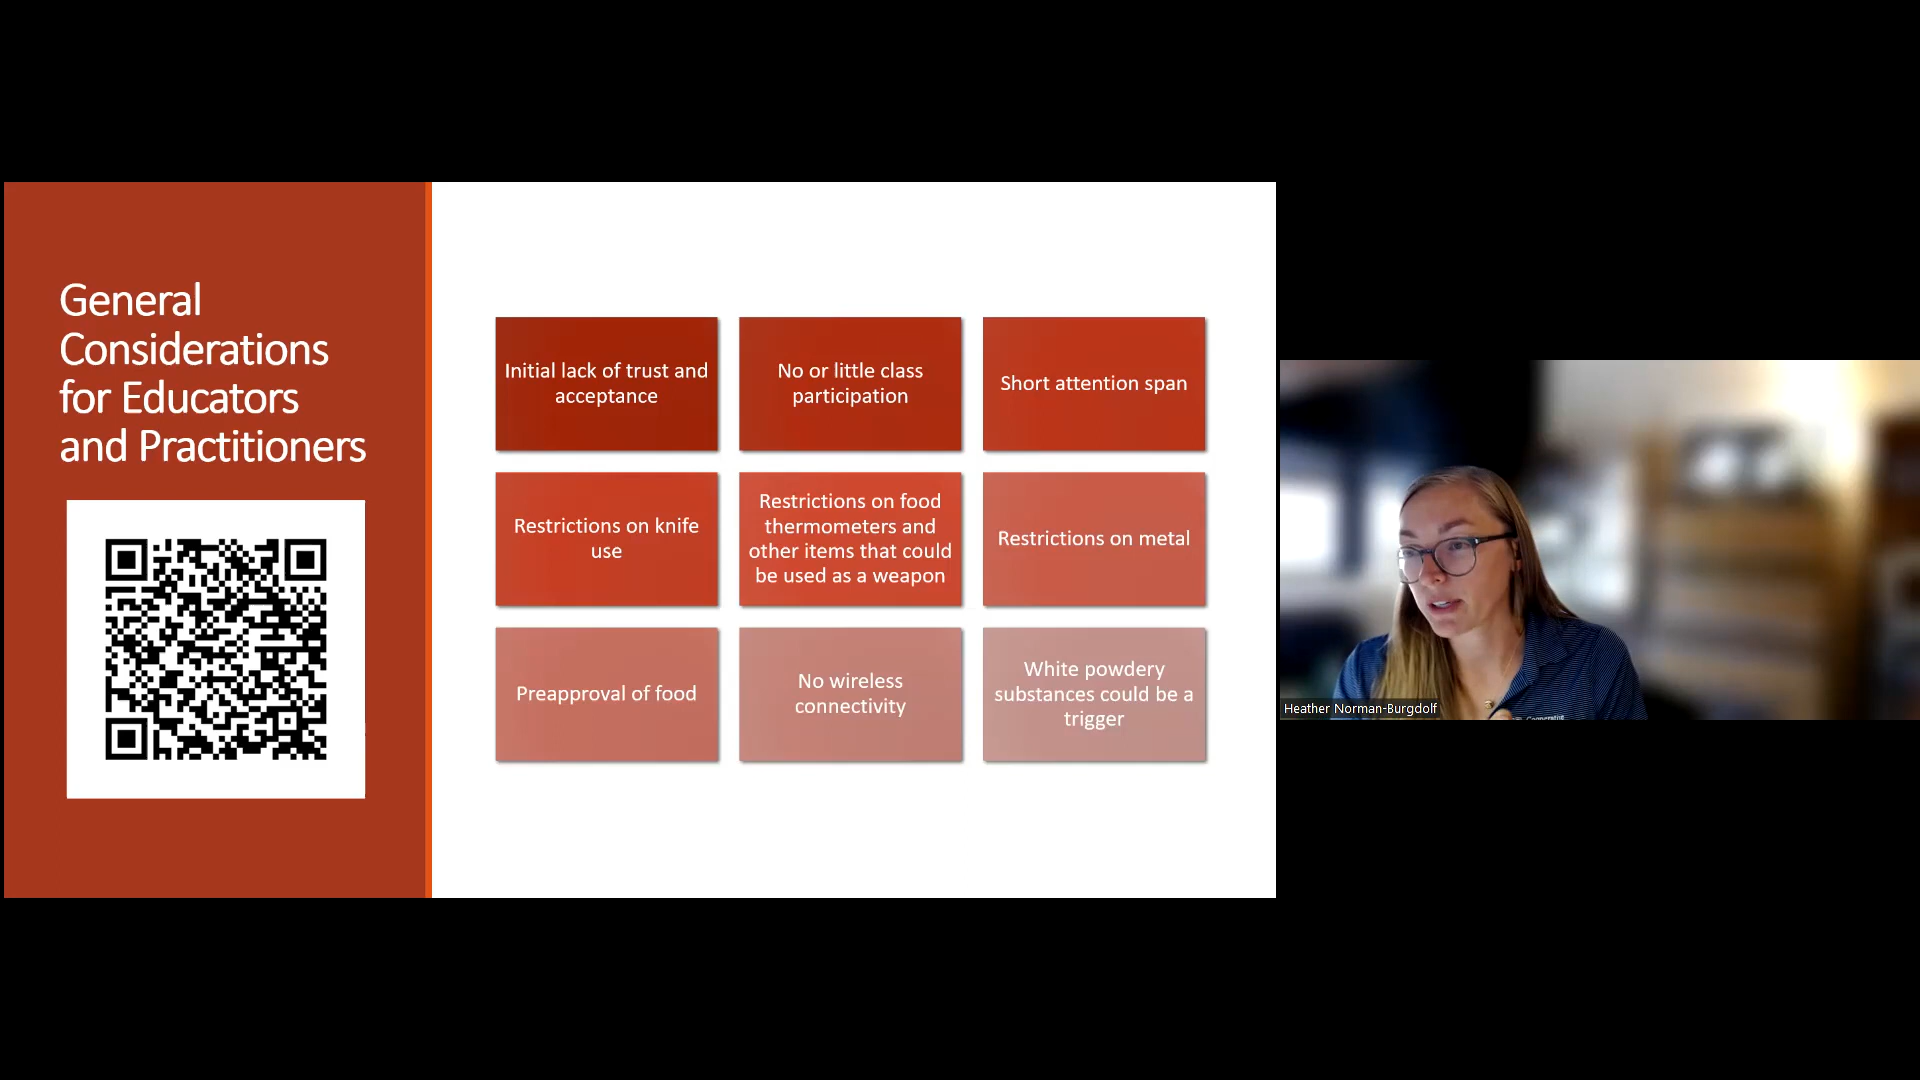 General
Considerations
for Educators
and Practitioners
Initial lack of trust and
acceptance
No or little class
participation
Short attention span
Restrictions on knife
use
Restrictions on food
thermometers and
other items that could
be used as a weapon
Restrictions on metal
Preapproval of food
No wireless
connectivity
White powdery
substances could be a
trigger
Heather Norman-Burgdolf
Cooperative